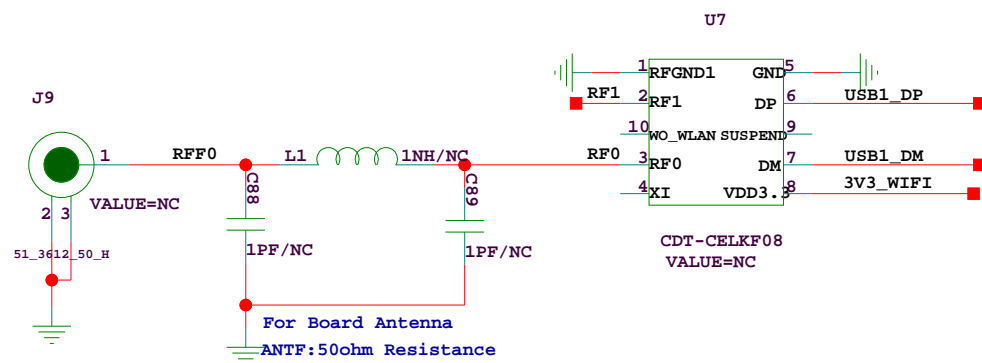 U7
J9
1 RFGND1 GND 5
RF1 2 RF1 DP 6 USB1_DP
10 WO_WLAN SUSPEND 9
1 RFF0 L1 1NH/NC RF0 3 RF0 DM 7 USB1_DM
4 XI VDD3.3 8 3V3_WIFI
C88 C89
2 3 VALUE=NC
51_3612_50_H 1PF/NC 1PF/NC
CDT-CELKF08
VALUE=NC
For Board Antenna
ANTF:50ohm Resistance